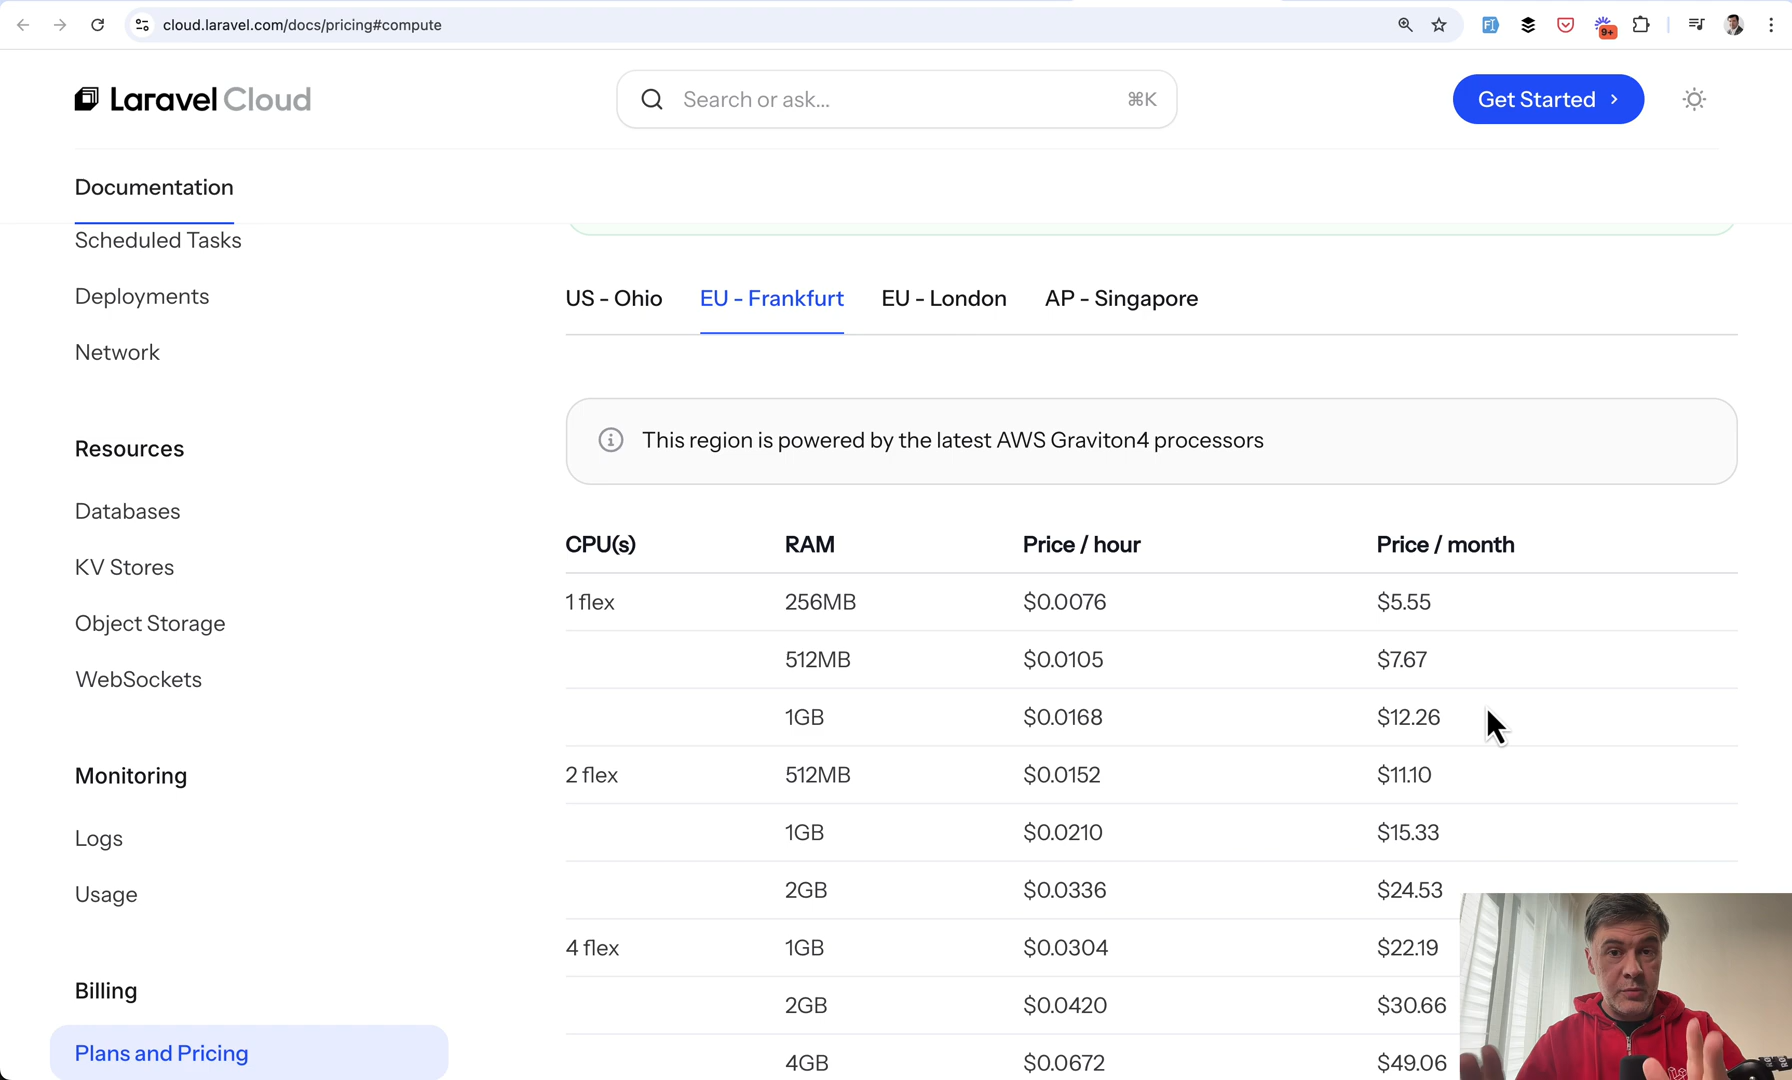 cloud.laravel.com/docs/pricing#compute
9+
Laravel Cloud
Search or ask...
⌘K
Get Started
Documentation
Scheduled Tasks
Deployments
Network
Resources
Databases
KV Stores
Object Storage
WebSockets
Monitoring
Logs
Usage
Billing
Plans and Pricing
US - Ohio EU - Frankfurt EU - London AP - Singapore
This region is powered by the latest AWS Graviton4 processors
CPU(s) RAM Price / hour Price / month
1 flex 256MB $0.0076 $5.55
512MB $0.0105 $7.67
1GB $0.0168 $12.26
2 flex 512MB $0.0152 $11.10
1GB $0.0210 $15.33
2GB $0.0336 $24.53
4 flex 1GB $0.0304 $22.19
2GB $0.0420 $30.66
4GB $0.0672 $49.06